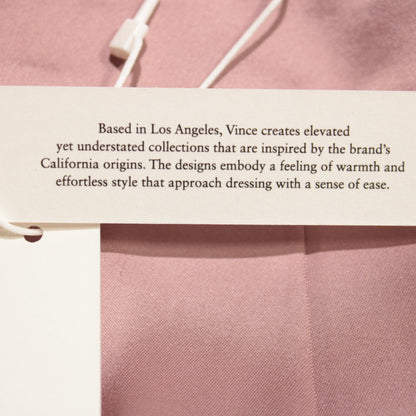 Based in Los Angeles, Vince creates elevated
yet understated collections that are inspired by the brand's
California origins. The designs embody a feeling of warmth and
effortless style that approach dressing with a sense of ease.